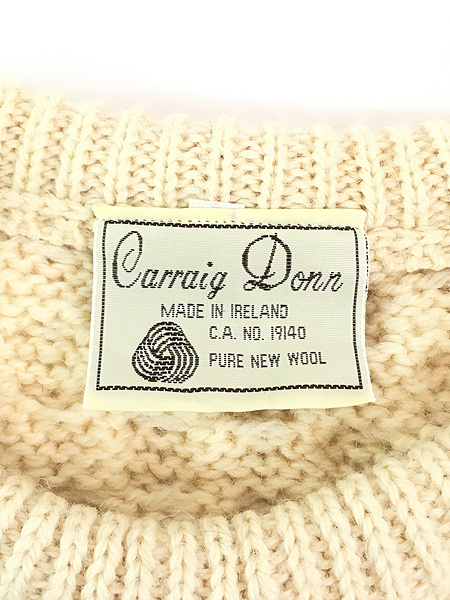 Carraig Donn
MADE IN IRELAND
C.A. NO. 19140
PURE NEW WOOL